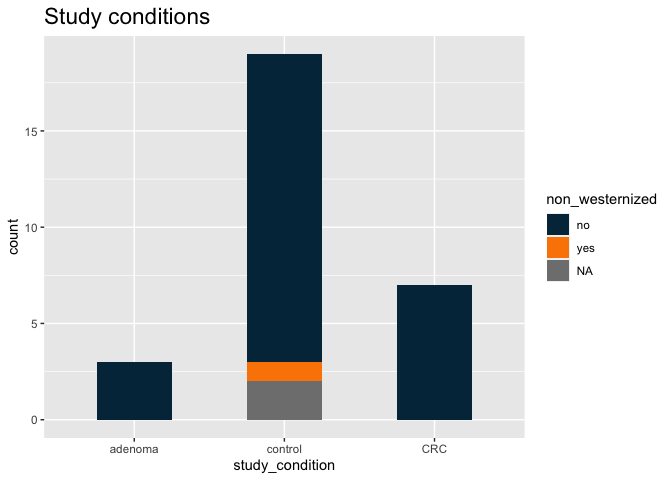 Study conditions
count
15
10
5
0
adenoma control CRC
study_condition
non_westernized
no
yes
NA